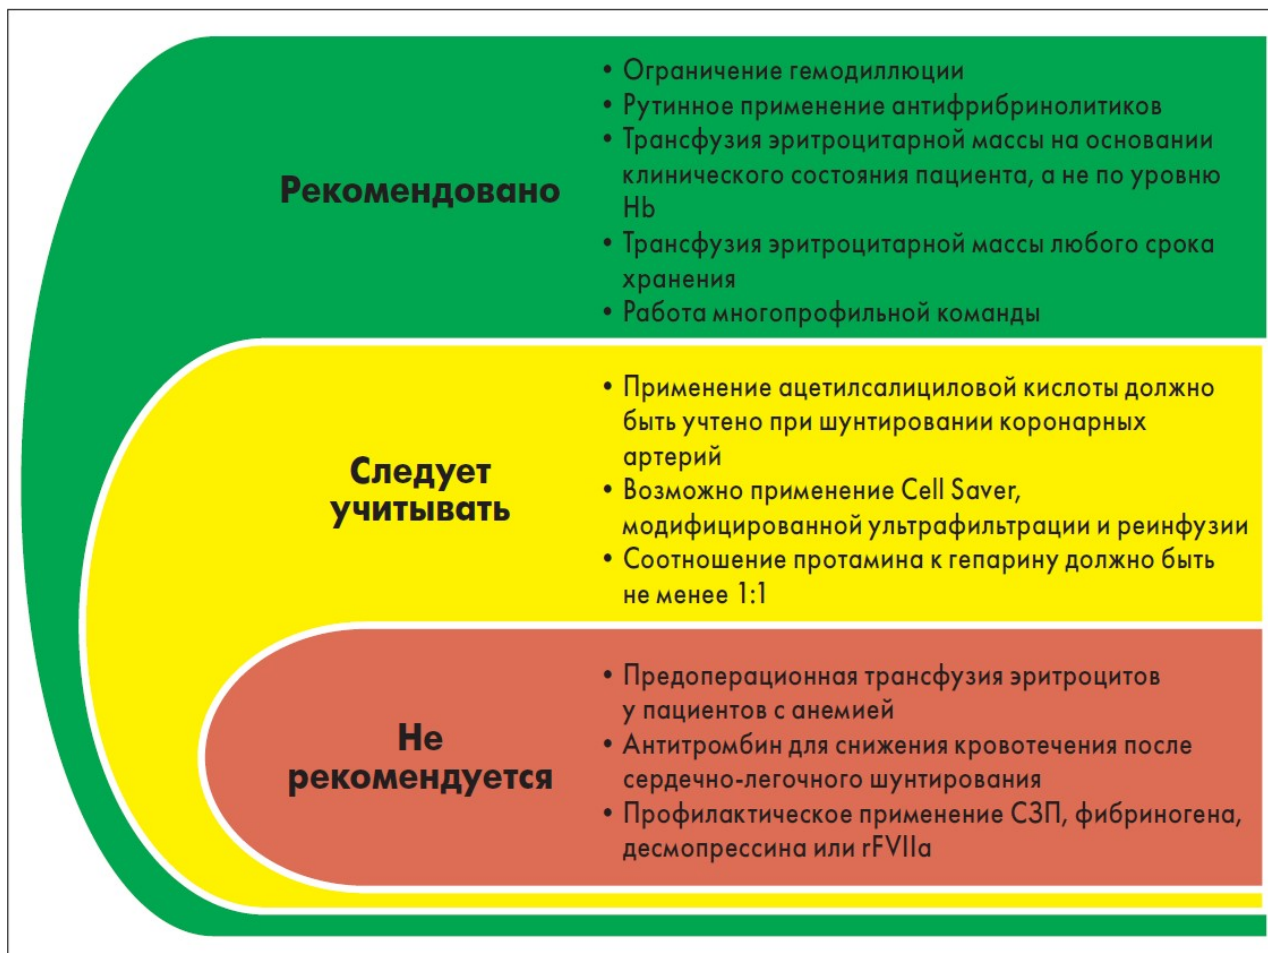 Рекомендовано
• Ограничение гемодиллюции
• Рутинное применение антифрибринолитиков
• Трансфузия эритроцитарной массы на основании
клинического состояния пациента, а не по уровню
Hb
• Трансфузия эритроцитарной массы любого срока
хранения
• Работа многопрофильной команды
Следует
учитывать
• Применение ацетилсалициловой кислоты должно
быть учтено при шунтировании коронарных
артерий
• Возможно применение Cell Saver,
модифицированной ультрафильтрации и реинфузии
• Соотношение протамина к гепарину должно быть
не менее 1:1
Не
рекомендуется
• Предоперационная трансфузия эритроцитов
у пациентов с анемией
• Антитромбин для снижения кровотечения после
сердечно-легочного шунтирования
• Профилактическое применение СЗП, фибриногена,
десмопрессина или rFVIIa